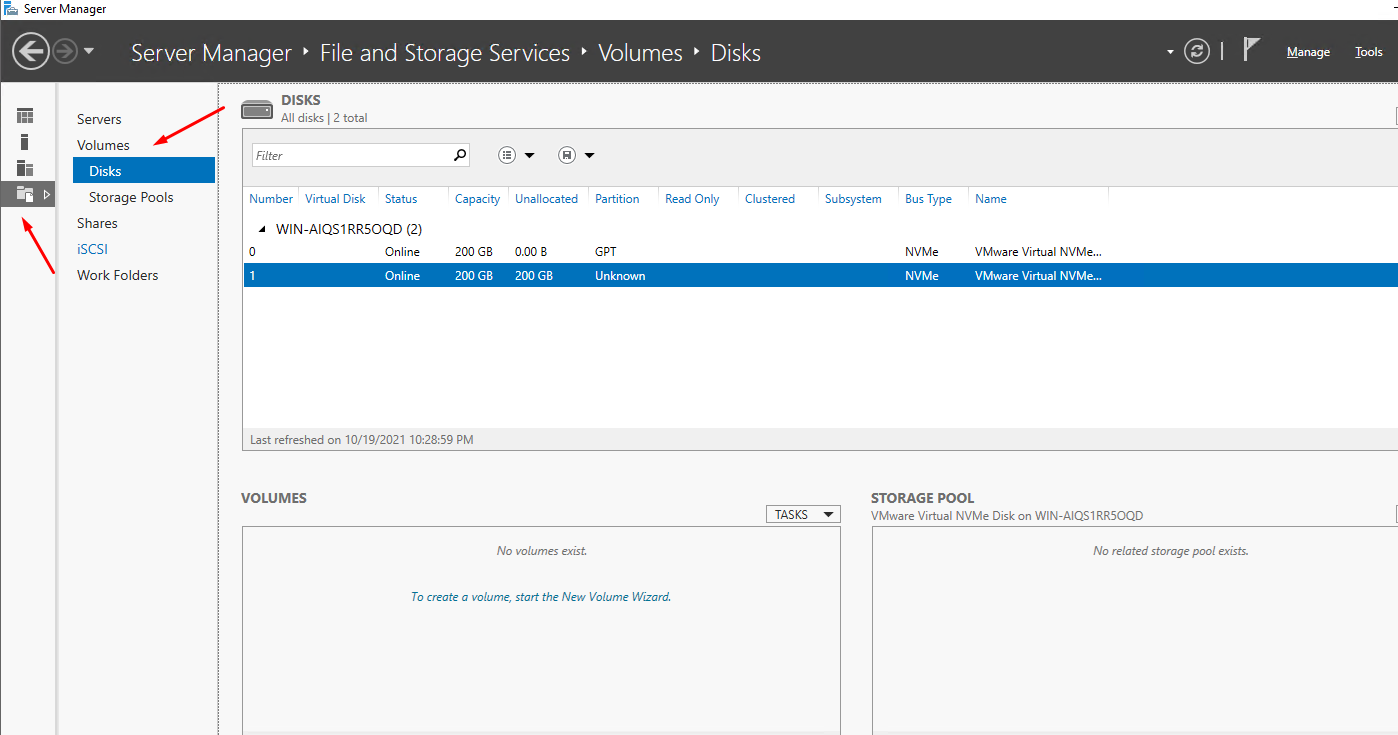 Server Manager
Server Manager ‣ File and Storage Services ‣ Volumes ‣ Disks
Manage Tools
Servers
Volumes
Disks
Storage Pools
Shares
iSCSI
Work Folders
DISKS
All disks | 2 total
Filter
Number Virtual Disk Status Capacity Unallocated Partition Read Only Clustered Subsystem Bus Type Name
WIN-AIQS1RR5OQD (2)
0 Online 200 GB 0.00 B GPT NVMe VMware Virtual NVMe...
1 Online 200 GB 200 GB Unknown NVMe VMware Virtual NVMe...
Last refreshed on 10/19/2021 10:28:59 PM
VOLUMES
TASKS
No volumes exist.
To create a volume, start the New Volume Wizard.
STORAGE POOL
VMware Virtual NVMe Disk on WIN-AIQS1RR5OQD
No related storage pool exists.